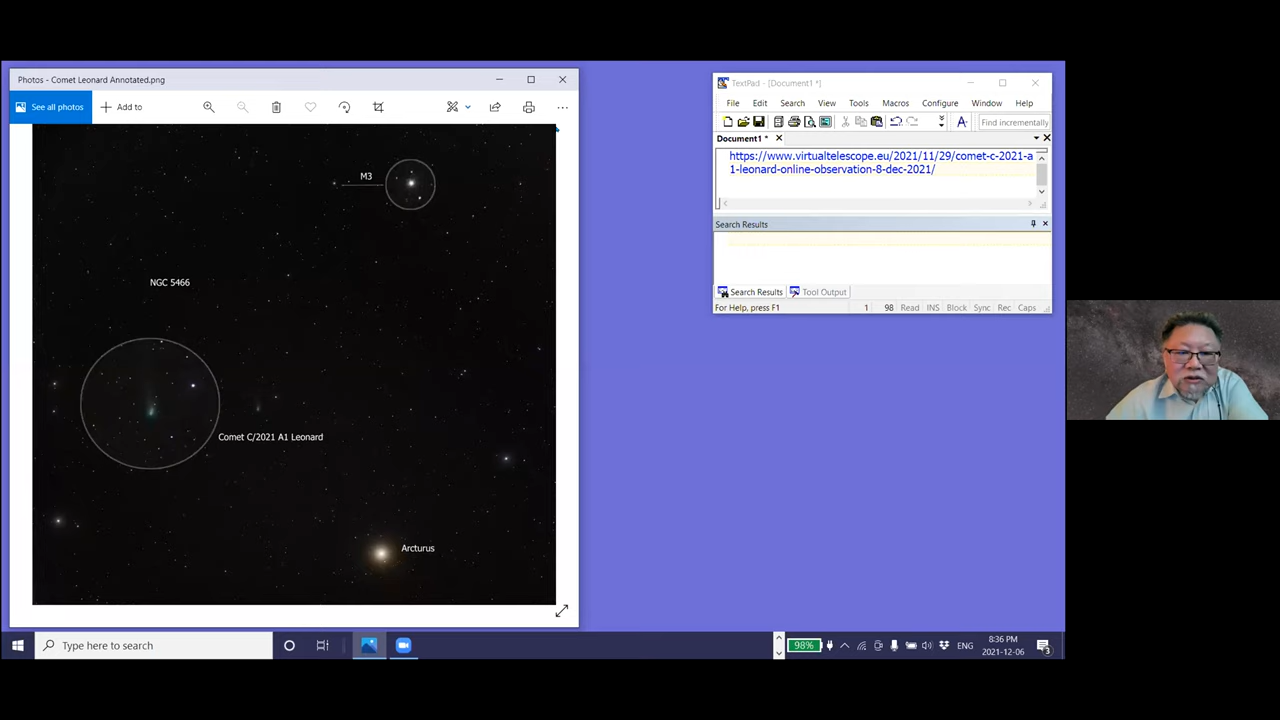 Photos - Comet Leonard Annotated.png
See all photos
Add to
M3
NGC 5466
Comet C/2021 A1 Leonard
Arcturus
TextPad - [Document1 *]
File Edit Search View Tools Macros Configure Window Help
Find incrementally
Document1 *
https://www.virtualtelescope.eu/2021/11/29/comet-c-2021-a
1-leonard-online-observation-8-dec-2021/
Search Results
Search Results Tool Output
For Help, press F1 1 98 Read INS Block Sync Rec Caps
Type here to search
98%
ENG
8:36 PM
2021-12-06
3